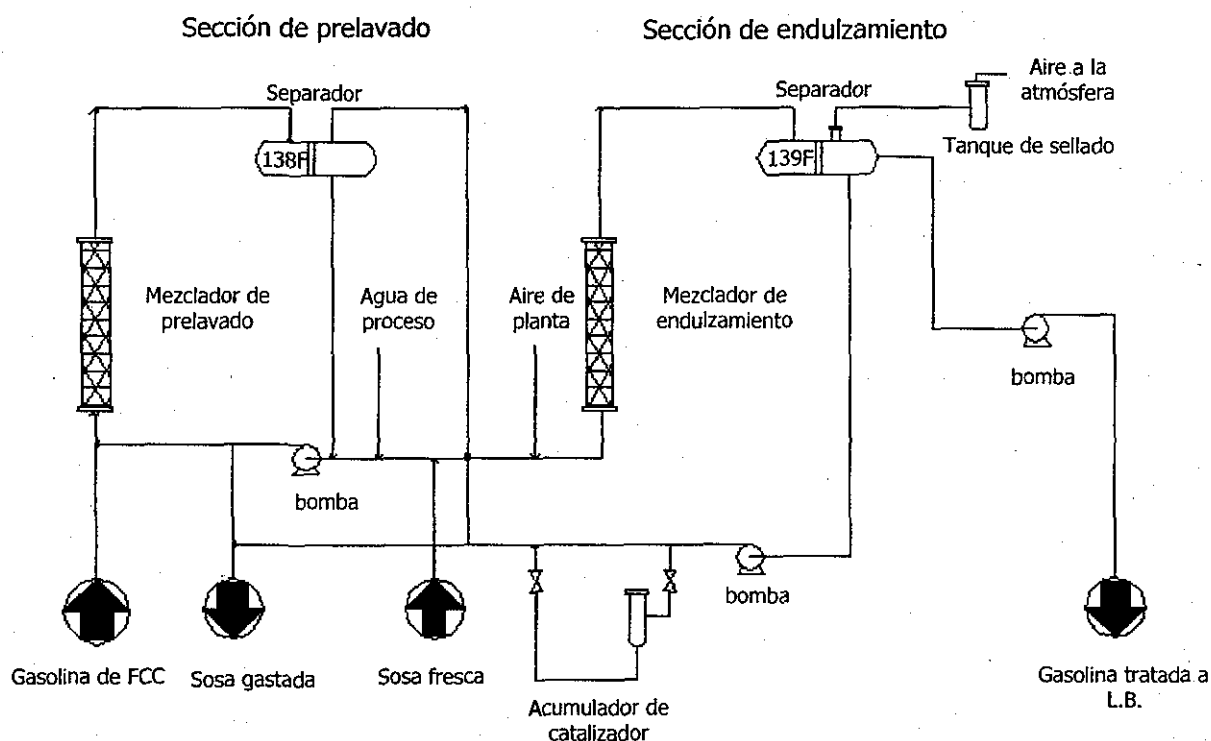 Sección de prelavado
Sección de endulzamiento
Separador
138F
Separador
139F
Aire a la
atmósfera
Tanque de sellado
Mezclador de
prelavado
Agua de
proceso
Aire de
planta
Mezclador de
endulzamiento
bomba
bomba
bomba
Gasolina de FCC
Sosa gastada
Sosa fresca
Acumulador de
catalizador
Gasolina tratada a
L.B.